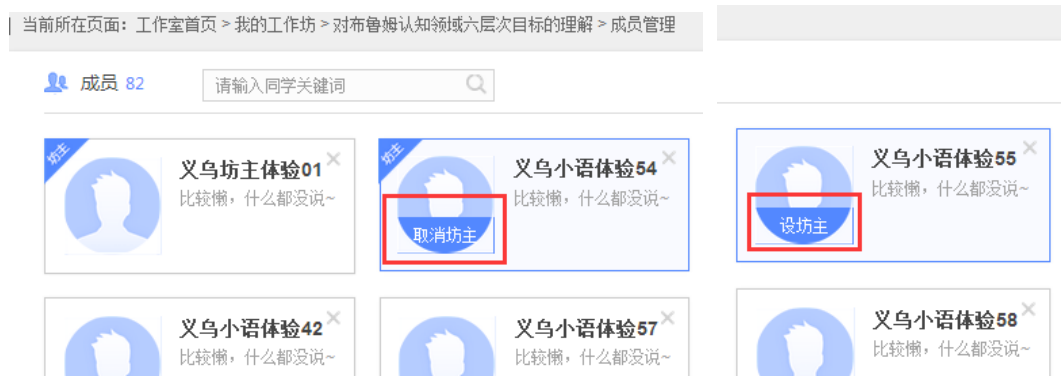 当前所在页面：工作室首页 > 我的工作坊 > 对布鲁姆认知领域六层次目标的理解 > 成员管理
成员 82
请输入同学关键词
坊主
义乌坊主体验01
比较懒，什么都没说~
坊主
义乌小语体验54
比较懒，什么都没说~
取消坊主
义乌小语体验55
比较懒，什么都没说~
设坊主
义乌小语体验42
比较懒，什么都没说~
义乌小语体验57
比较懒，什么都没说~
义乌小语体验58
比较懒，什么都没说~